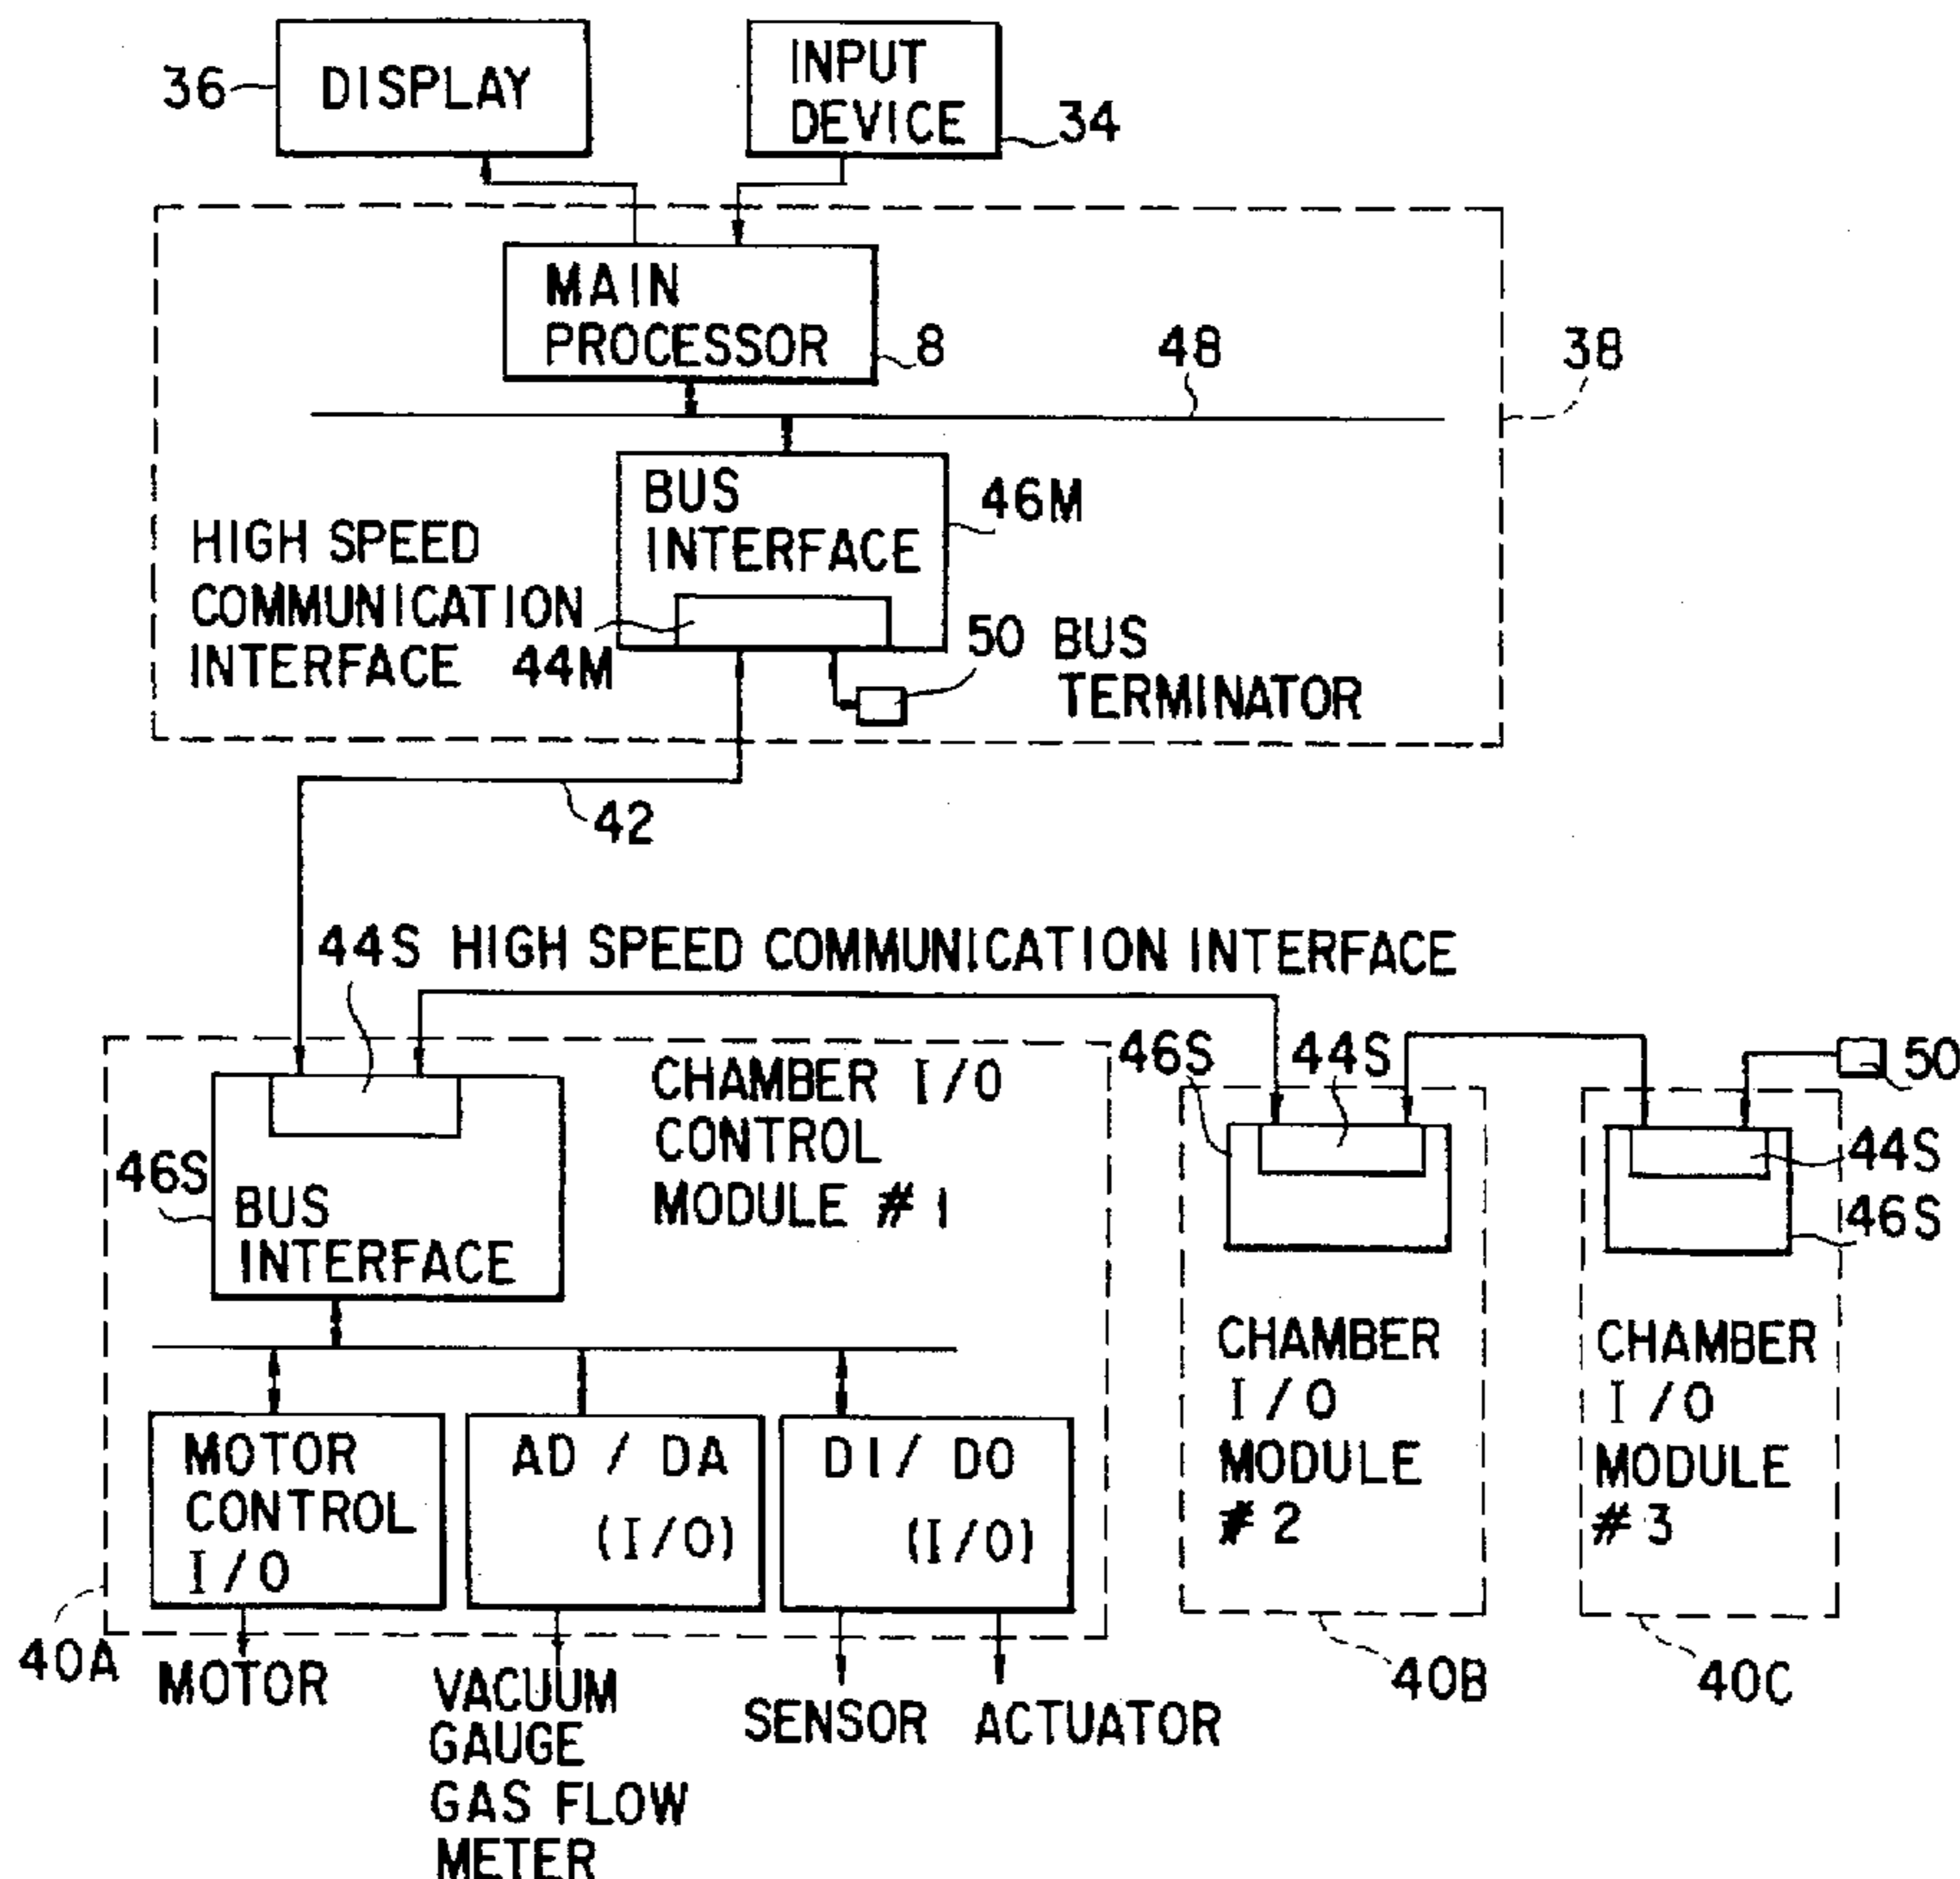 36
DISPLAY
INPUT
DEVICE
34
MAIN
PROCESSOR
8
48
38
BUS
INTERFACE
46M
HIGH SPEED
COMMUNICATION
INTERFACE 44M
50 BUS
TERMINATOR
42
44S HIGH SPEED COMMUNICATION INTERFACE
CHAMBER I/O
CONTROL
MODULE #1
46S
BUS
INTERFACE
46S
44S
50
44S
46S
CHAMBER
I/O
MODULE
#2
CHAMBER
I/O
MODULE
#3
MOTOR
CONTROL
I/O
AD / DA
(I/O)
DI / DO
(I/O)
40A
MOTOR
VACUUM
GAUGE
GAS FLOW
METER
SENSOR
ACTUATOR
40B
40C